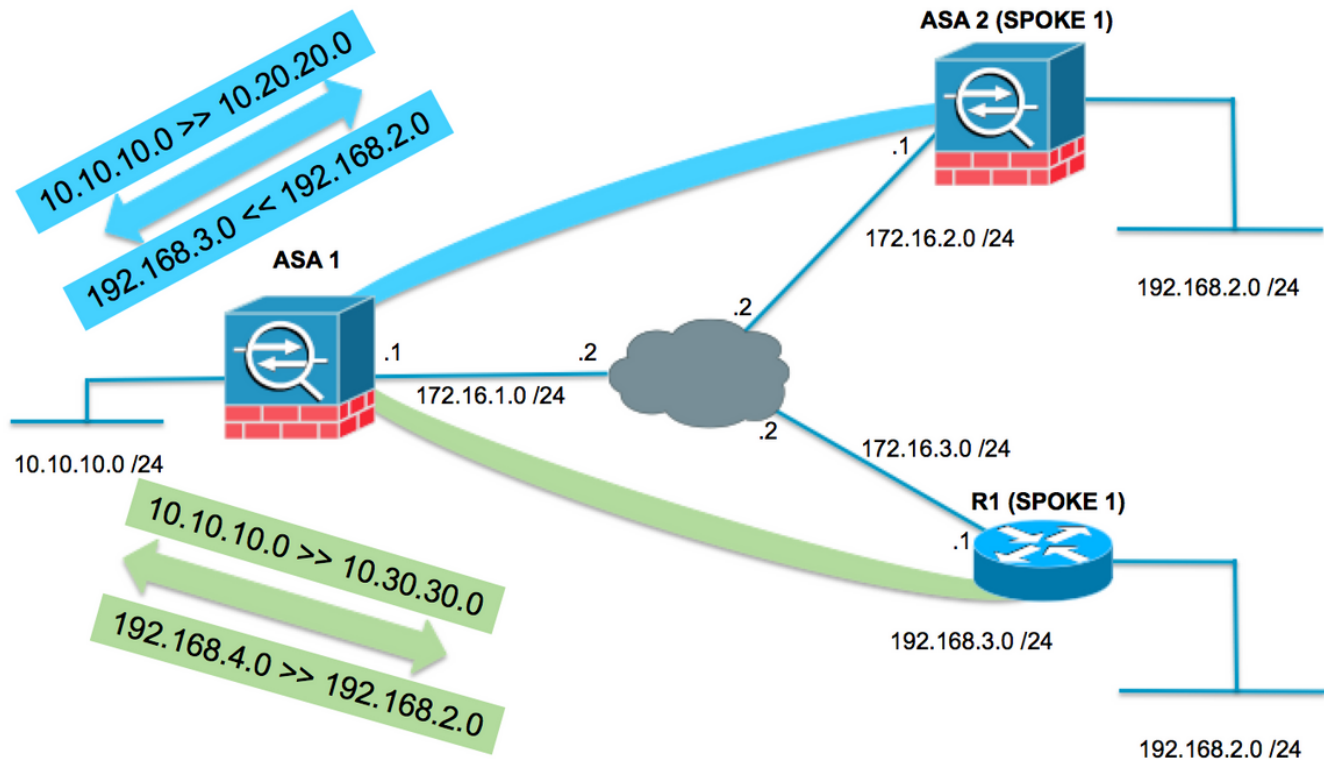 ASA 2 (SPOKE 1)
10.10.10.0 >> 10.20.20.0
192.168.3.0 << 192.168.2.0
.1
172.16.2.0 /24
192.168.2.0 /24
ASA 1
.2
.1
.2
172.16.1.0 /24
.2
172.16.3.0 /24
10.10.10.0 /24
R1 (SPOKE 1)
10.10.10.0 >> 10.30.30.0
.1
192.168.4.0 >> 192.168.2.0
192.168.3.0 /24
192.168.2.0 /24